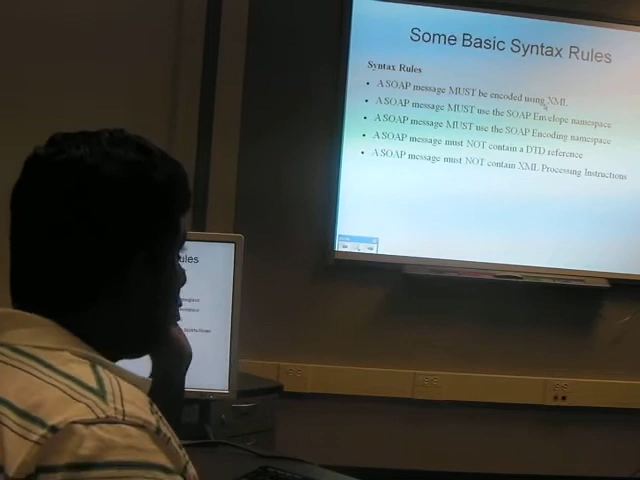 Some Basic Syntax Rules
Syntax Rules
• A SOAP message MUST be encoded using XML
• A SOAP message MUST use the SOAP Envelope namespace
• A SOAP message MUST use the SOAP Encoding namespace
• A SOAP message must NOT contain a DTD reference
• A SOAP message must NOT contain XML Processing Instructions
ules